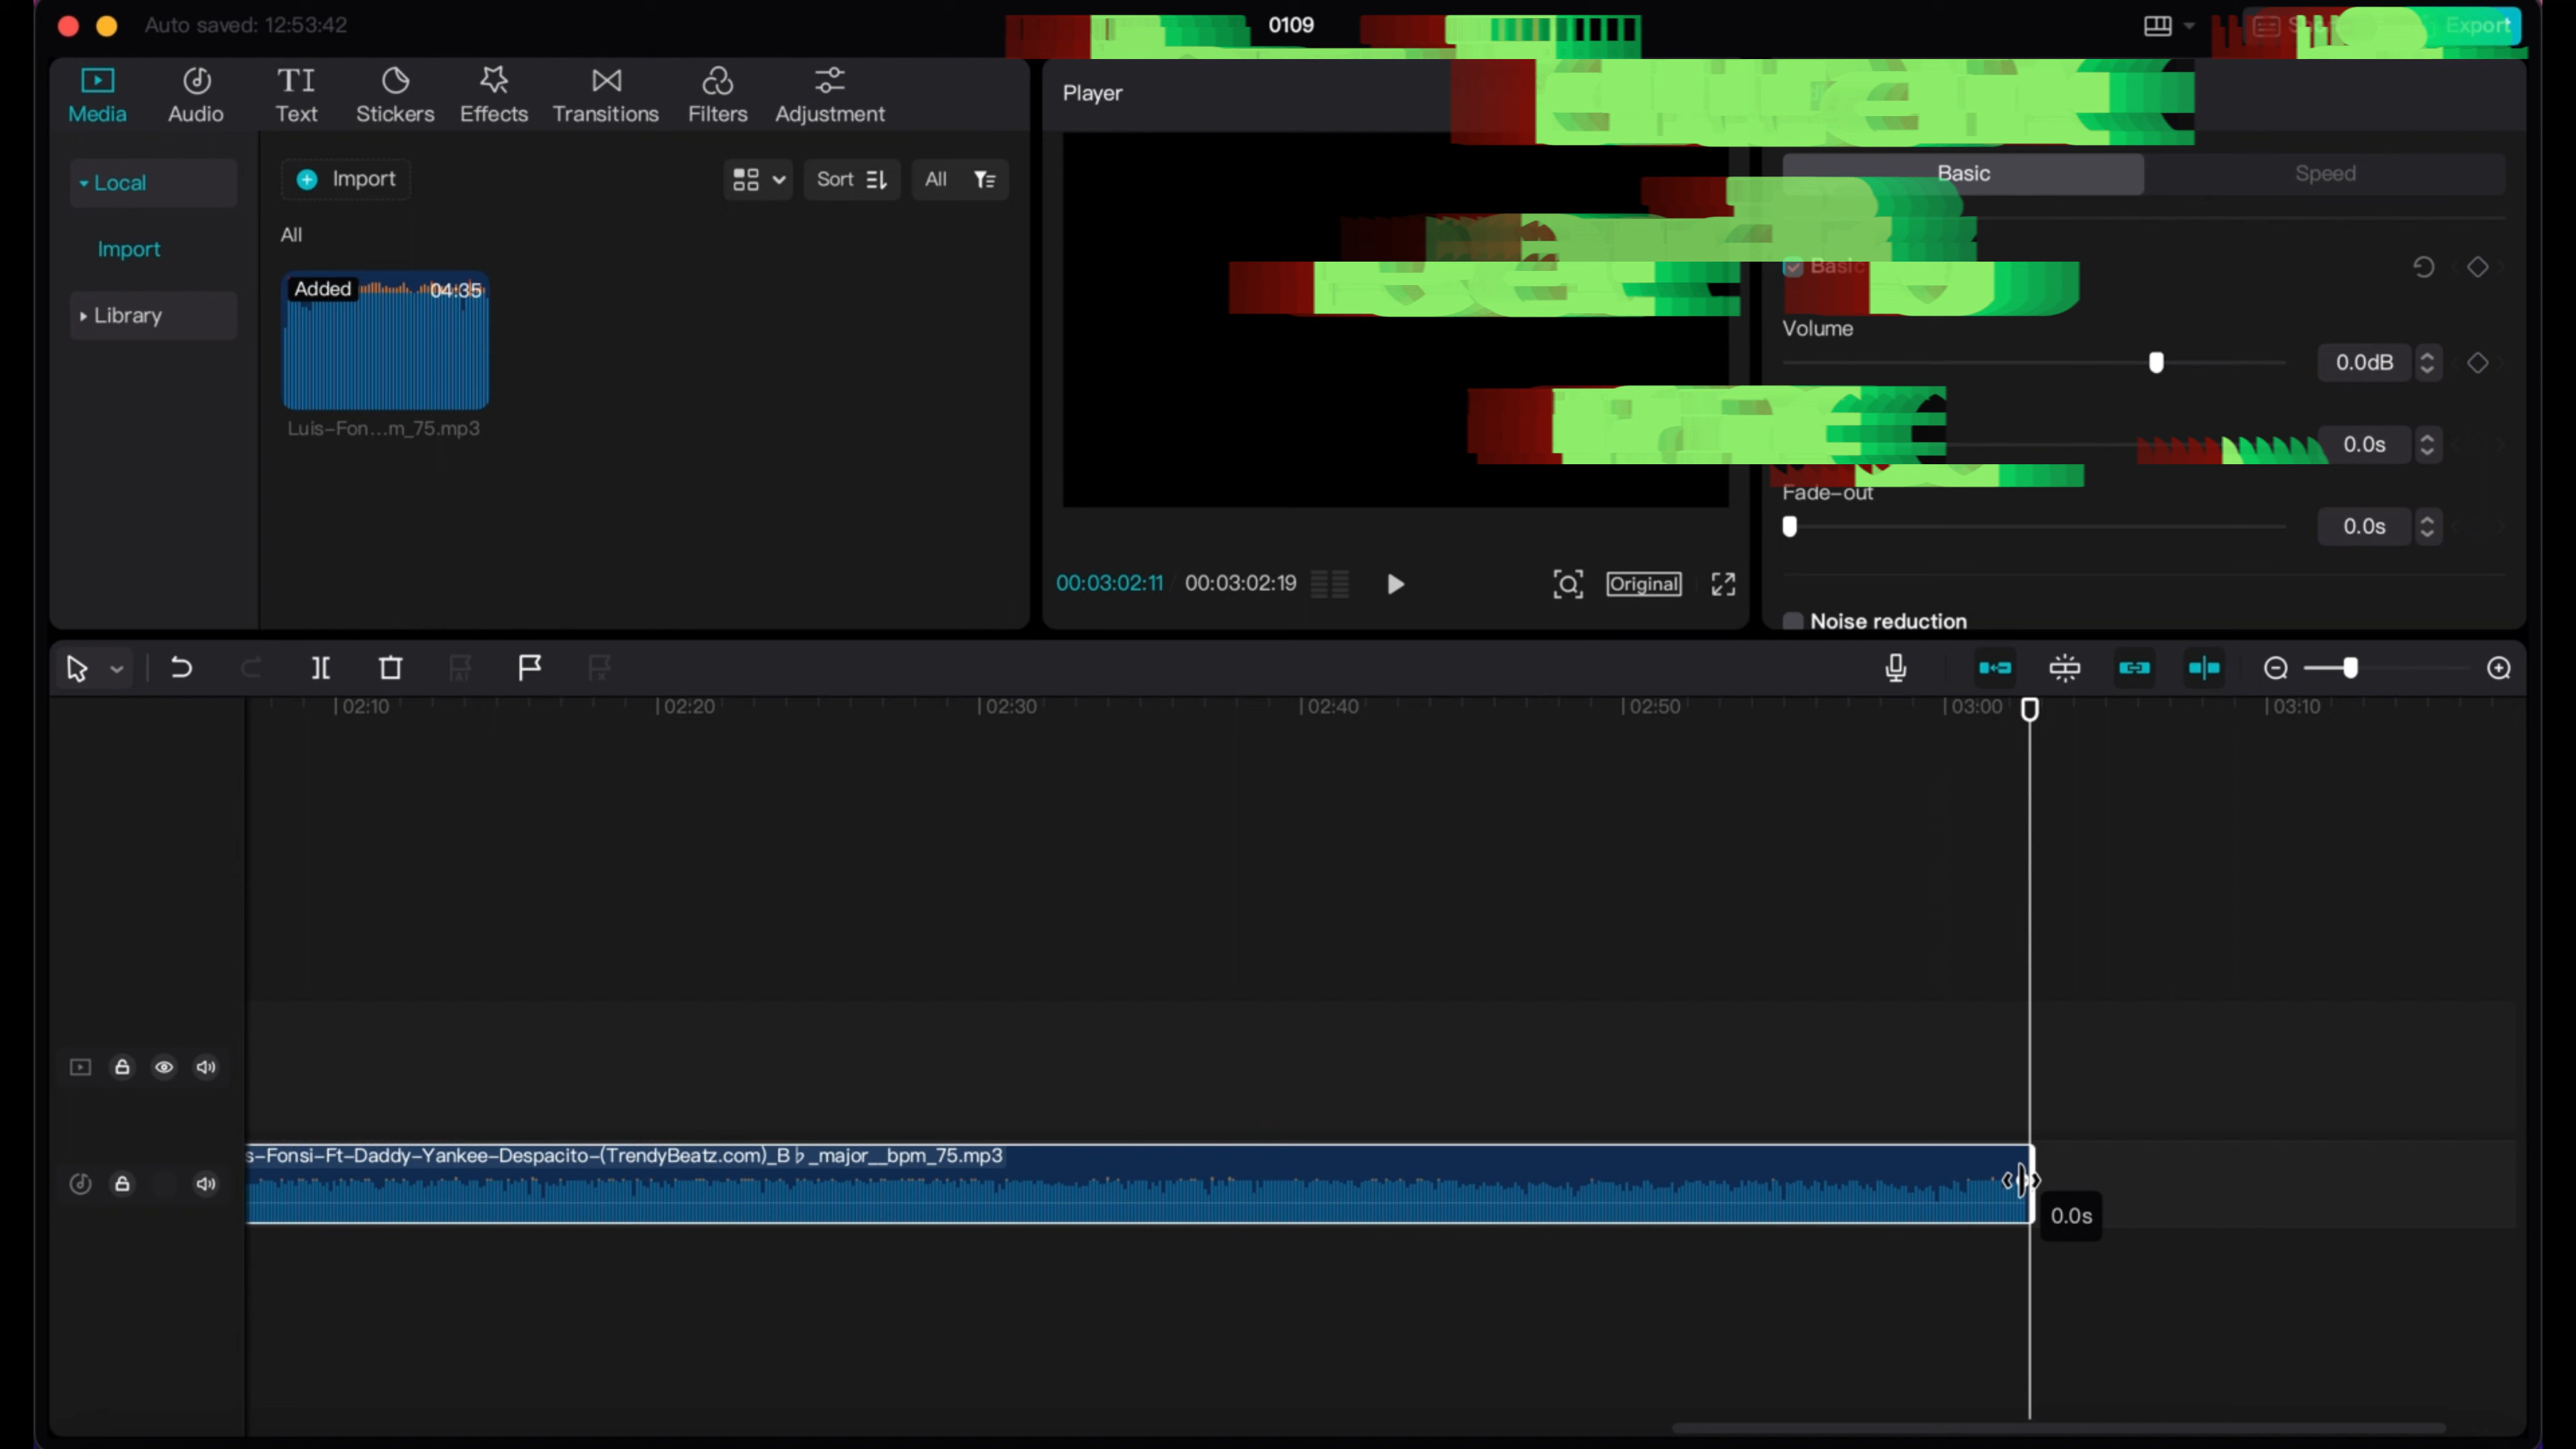 Auto saved: 12:53:42
0109
Export
Media
Audio
TI
Text
Stickers
Effects
Transitions
Filters
Adjustment
Player
Local
Import
Library
Import
Sort
All
All
Added
04:35
Luis-Fon...m_75.mp3
Basic
Speed
Basic
Volume
0.0dB
0.0s
Fade-out
0.0s
Noise reduction
00:03:02:11
00:03:02:19
Original
02:10
02:20
02:30
02:40
02:50
03:00
03:10
s-Fonsi-Ft-Daddy-Yankee-Despacito-(TrendyBeatz.com)_B♭_major__bpm_75.mp3
0.0s